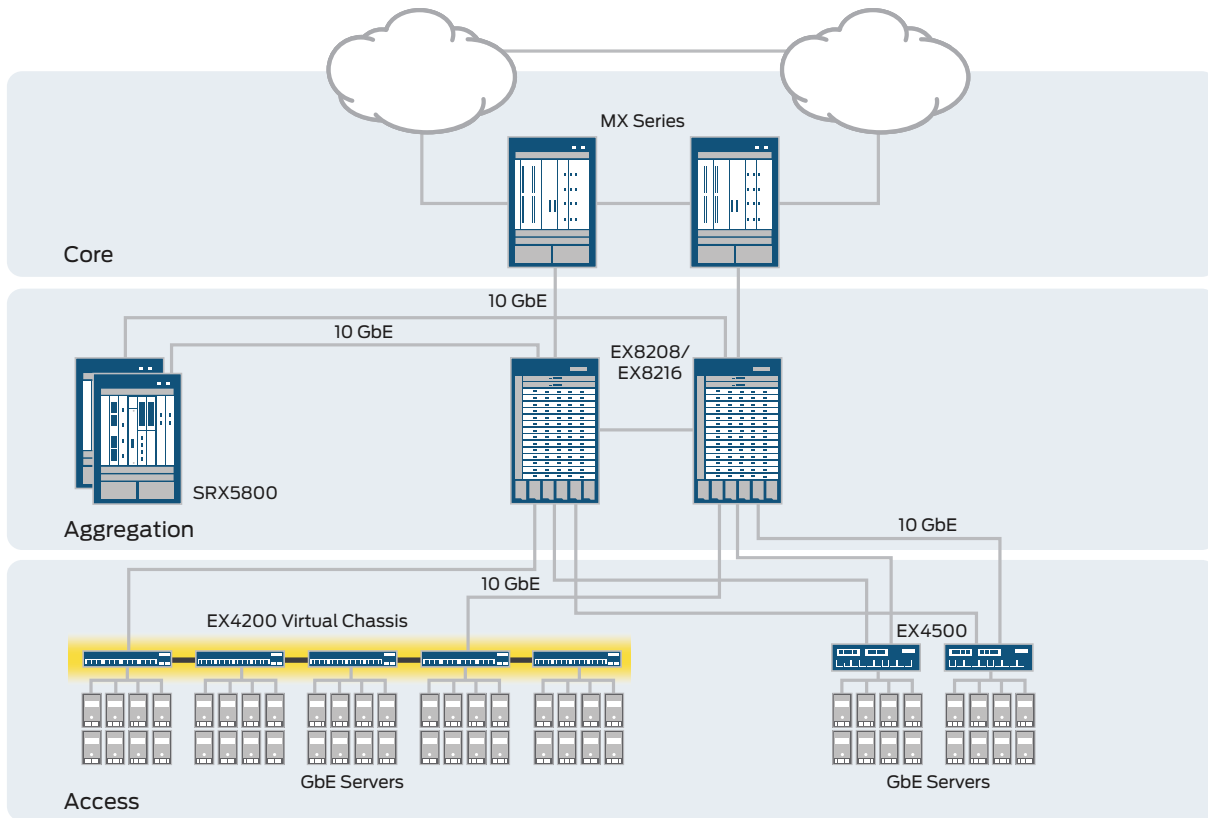 MX Series
Core
10 GbE
10 GbE
EX8208/
EX8216
SRX5800
Aggregation
10 GbE
10 GbE
EX4200 Virtual Chassis
EX4500
GbE Servers
GbE Servers
Access